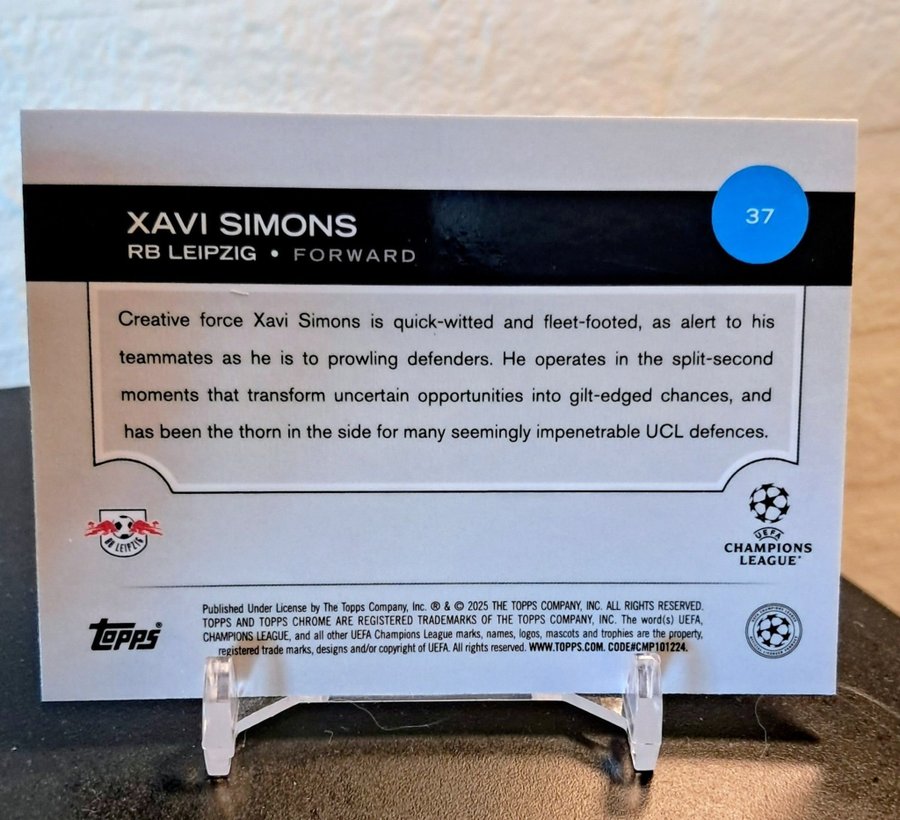 XAVI SIMONS
37
RB LEIPZIG • FORWARD
Creative force Xavi Simons is quick-witted and fleet-footed, as alert to his
teammates as he is to prowling defenders. He operates in the split-second
moments that transform uncertain opportunities into gilt-edged chances, and
has been the thorn in the side for many seemingly impenetrable UCL defences.
RB LEIPZIG
UEFA
CHAMPIONS
LEAGUE
Published Under License by The Topps Company, Inc. ® & © 2025 THE TOPPS COMPANY, INC. ALL RIGHTS RESERVED.
TOPPS AND TOPPS CHROME ARE REGISTERED TRADEMARKS OF THE TOPPS COMPANY, INC. The word(s) UEFA,
CHAMPIONS LEAGUE, and all other UEFA Champions League marks, names, logos, mascots and trophies are the property,
registered trade marks, designs and/or copyright of UEFA. All rights reserved. WWW.TOPPS.COM. CODE#CMP101224.
Topps®